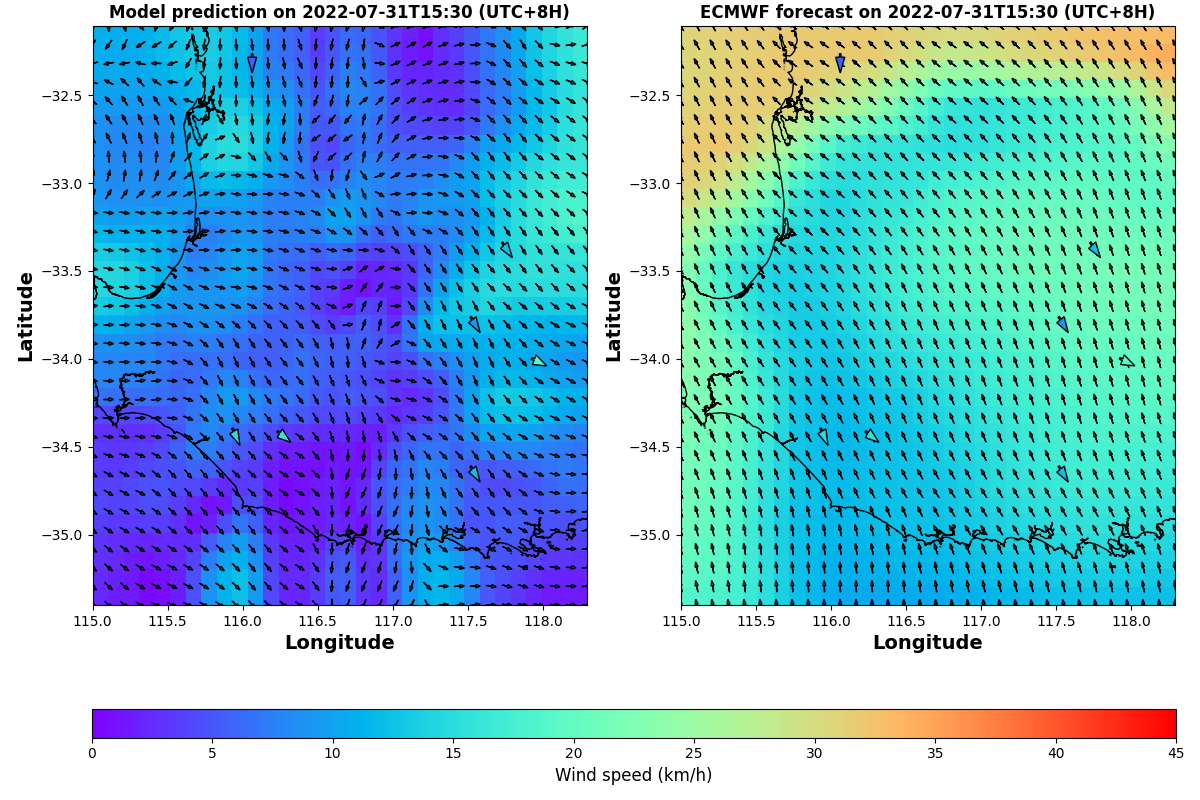 Model prediction on 2022-07-31T15:30 (UTC+8H)
ECMWF forecast on 2022-07-31T15:30 (UTC+8H)
Latitude
−32.5
−33.0
−33.5
−34.0
−34.5
−35.0
115.0 115.5 116.0 116.5 117.0 117.5 118.0
Longitude
Latitude
−32.5
−33.0
−33.5
−34.0
−34.5
−35.0
115.0 115.5 116.0 116.5 117.0 117.5 118.0
Longitude
0 5 10 15 20 25 30 35 40 45
Wind speed (km/h)